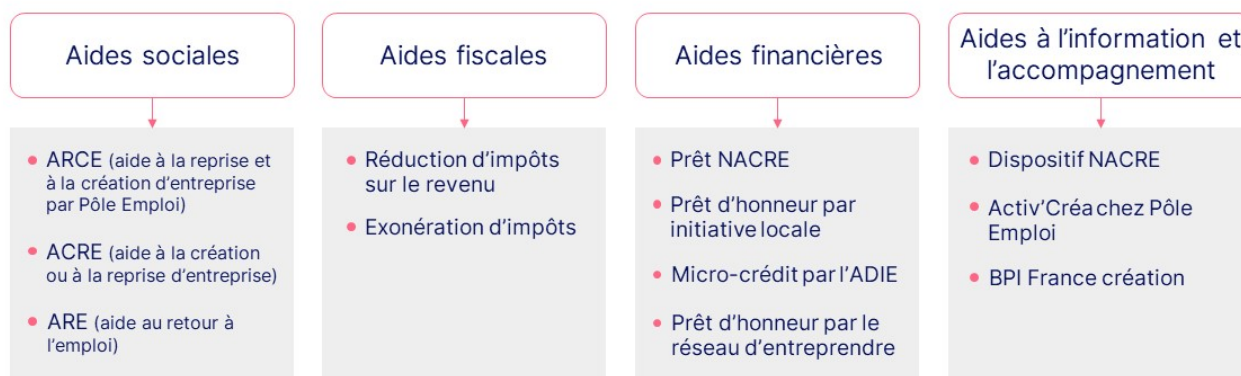 Aides sociales
ARCE (aide à la reprise et
à la création d'entreprise
par Pôle Emploi)
ACRE (aide à la création
ou à la reprise d'entreprise)
ARE (aide au retour à
l'emploi)
Aides fiscales
Réduction d'impôts
sur le revenu
Exonération d'impôts
Aides financières
Prêt NACRE
Prêt d'honneur par
initiative locale
Micro-crédit par l'ADIE
Prêt d'honneur par le
réseau d'entreprendre
Aides à l'information et
l'accompagnement
Dispositif NACRE
Activ'Créa chez Pôle
Emploi
BPI France création